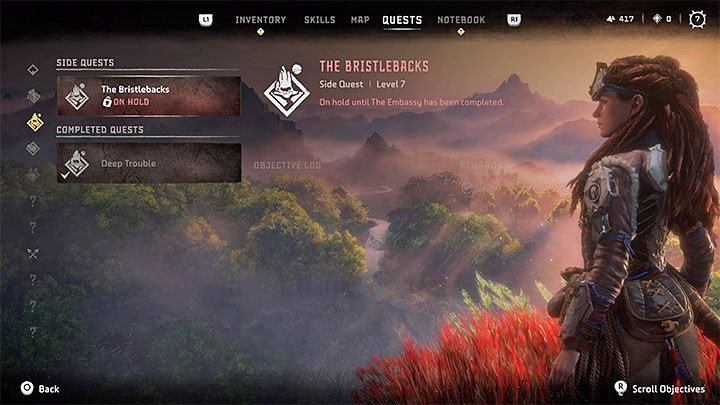 L1 INVENTORY SKILLS MAP QUESTS NOTEBOOK R1 417 0 7
SIDE QUESTS
The Bristlebacks
ON HOLD
COMPLETED QUESTS
Deep Trouble
THE BRISTLEBACKS
Side Quest | Level 7
On hold until The Embassy has been completed.
OBJECTIVE LOG REWARDS
Back R Scroll Objectives